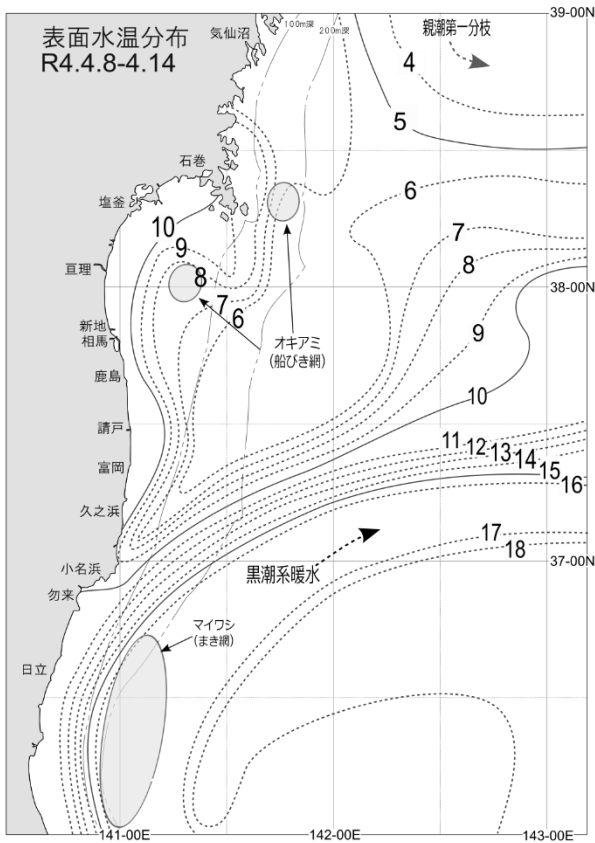 表面水温分布
R4.4.8-4.14
気仙沼
100m深
200m深
親潮第一分枝
39-00N
4
5
石巻
塩釜
6
10
9
7
亘理
8
8
38-00N
7
6
新地
相馬
オキアミ
(船びき網)
9
鹿島
10
請戸
11
12
13
14
15
16
富岡
久之浜
17
18
小名浜
黒潮系暖水
37-00N
勿来
マイワシ
(まき網)
日立
141-00E
142-00E
143-00E